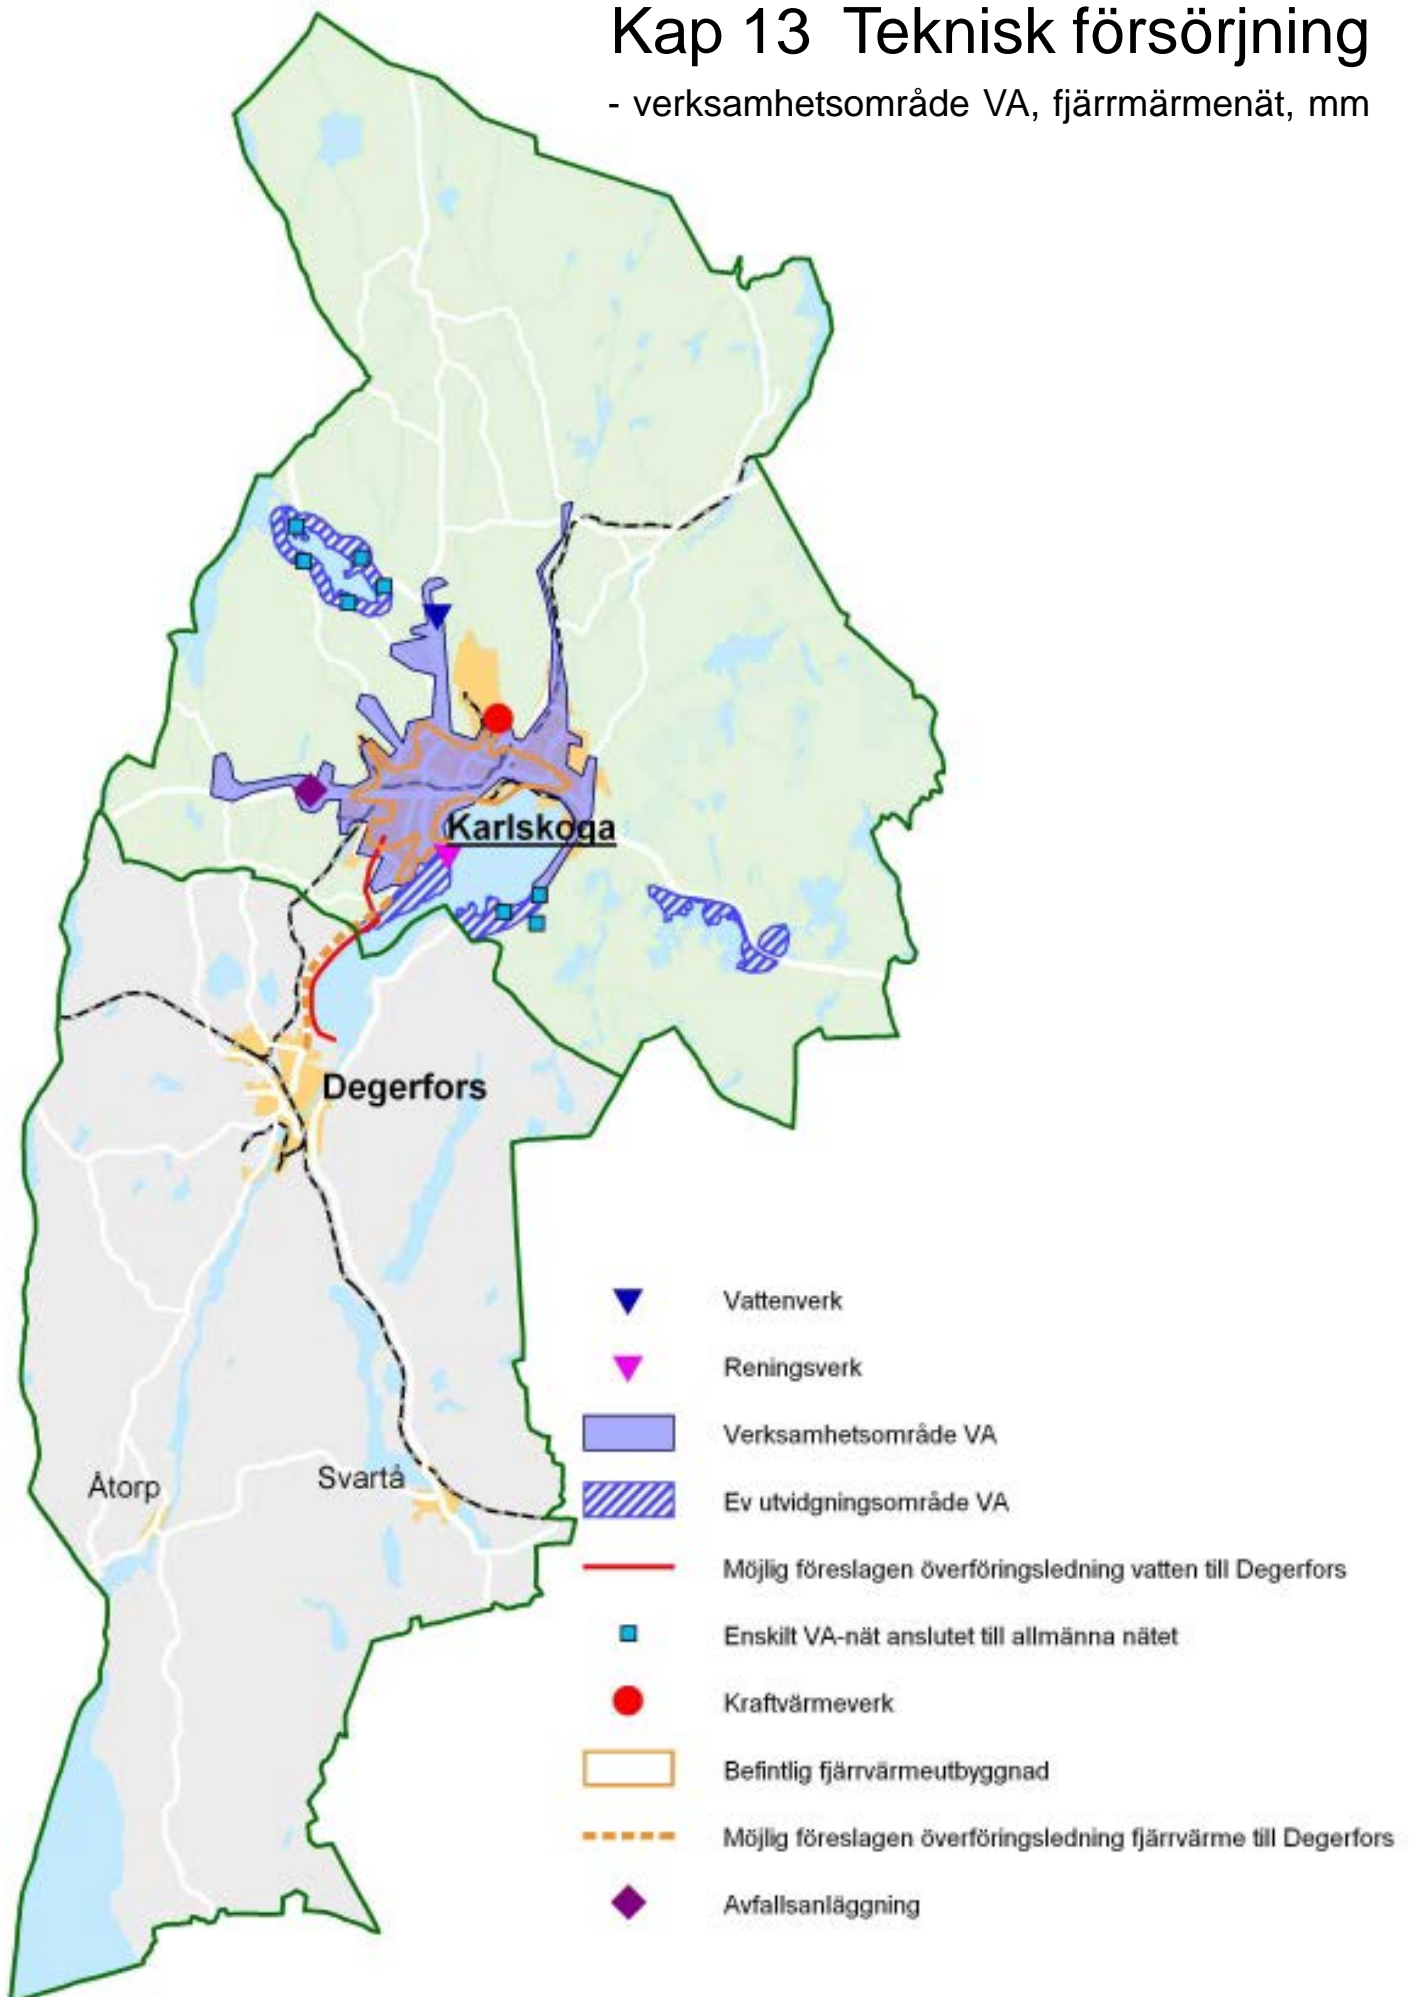 Kap 13 Teknisk försörjning
- verksamhetsområde VA, fjärrmärmenät, mm
Karlskoga
Degerfors
Åtorp
Svartå
Vattenverk
Reningsverk
Verksamhetsområde VA
Ev utvidgningsområde VA
Möjlig föreslagen överföringsledning vatten till Degerfors
Enskilt VA-nät anslutet till allmänna nätet
Kraftvärmeverk
Befintlig fjärrvärmeutbyggnad
Möjlig föreslagen överföringsledning fjärrvärme till Degerfors
Avfallsanläggning